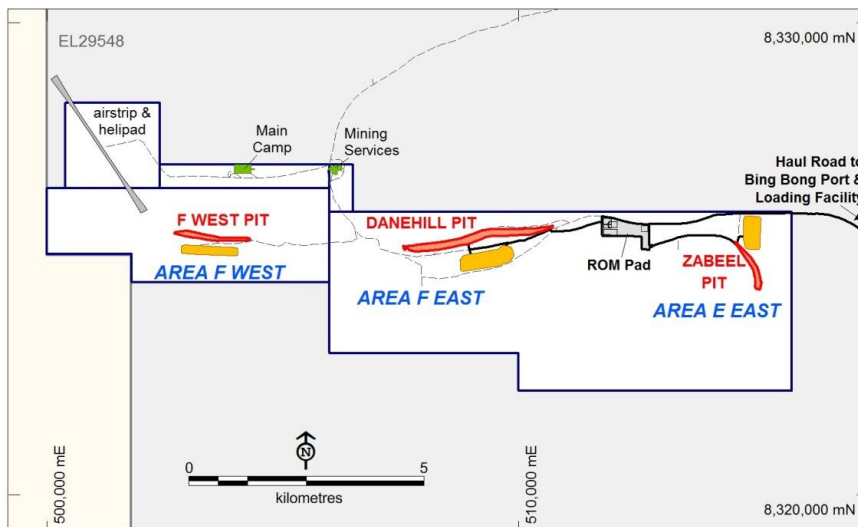 EL29548
8,330,000 mN
airstrip &
helipad
Main
Camp
Mining
Services
Haul Road to
Bing Bong Port &
Loading Facility
F WEST PIT
DANEHILL PIT
ROM Pad
ZABEEL
PIT
AREA F WEST
AREA F EAST
AREA E EAST
N
0
5
kilometres
500,000 mE
510,000 mE
8,320,000 mN